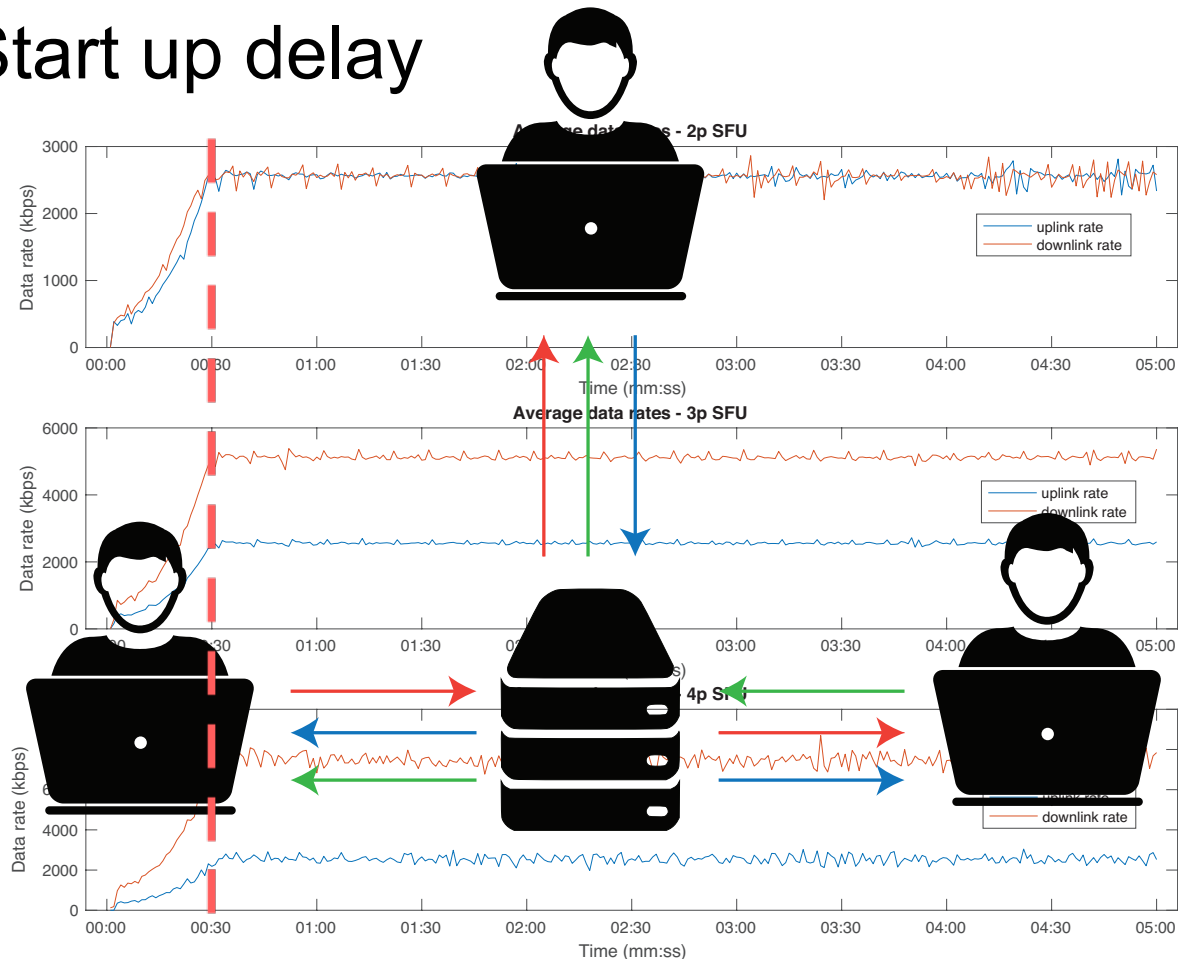 Start up delay
Average data rates - 2p SFU
3000
2000
1000
0
Data rate (kbps)
uplink rate
downlink rate
00:00 00:30 01:00 01:30 02:00 02:30 03:00 03:30 04:00 04:30 05:00
Time (mm:ss)
Average data rates - 3p SFU
6000
4000
2000
0
Data rate (kbps)
uplink rate
downlink rate
01:00 01:30 03:00 03:30 04:00 05:00
- 4p SFU
4000
2000
0
Data rate (kbps)
uplink rate
downlink rate
00:00 00:30 01:00 01:30 02:00 02:30 03:00 03:30 04:00 04:30 05:00
Time (mm:ss)